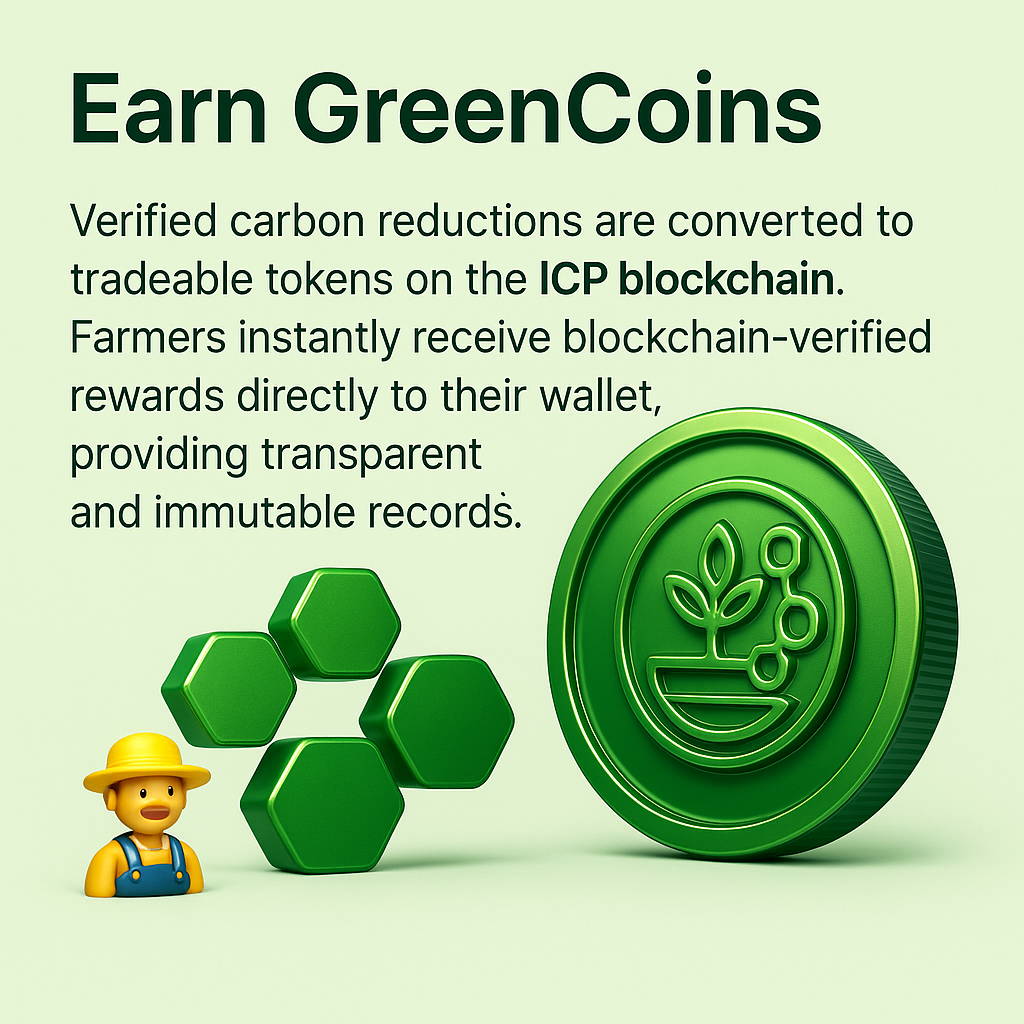 Earn GreenCoins
Verified carbon reductions are converted to
tradeable tokens on the ICP blockchain.
Farmers instantly receive blockchain-verified
rewards directly to their wallet,
providing transparent
and immutable records.